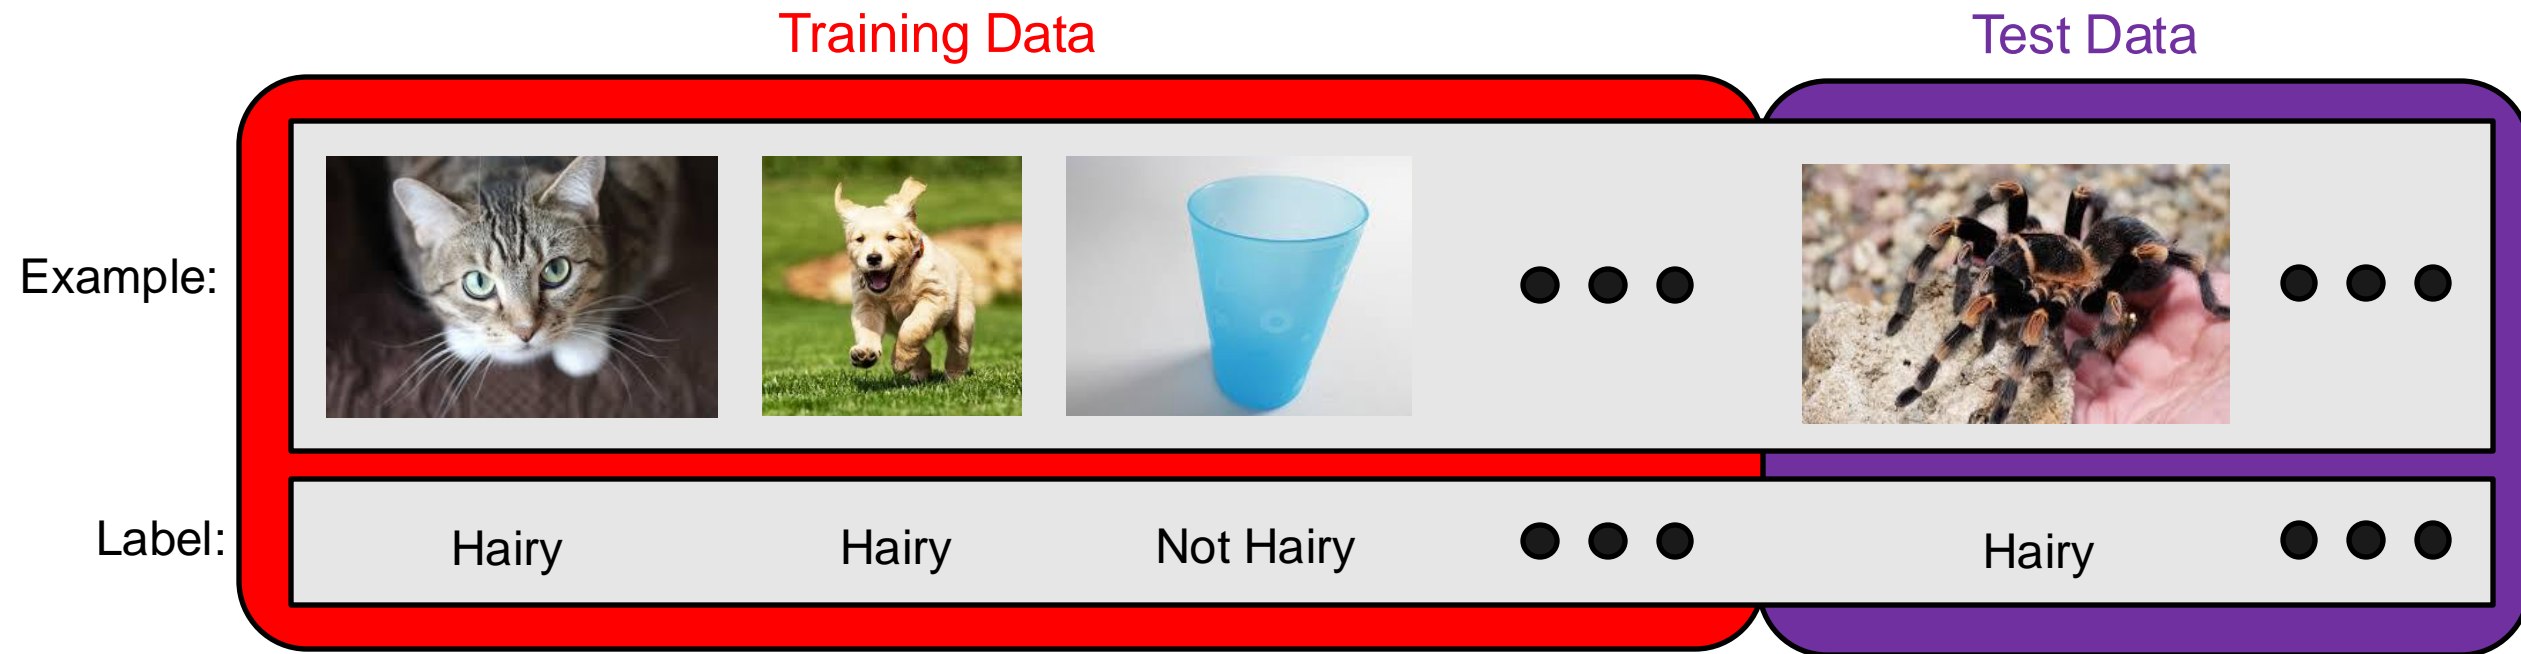 Training Data
Test Data
Example:
Label:
Hairy
Hairy
Not Hairy
Hairy